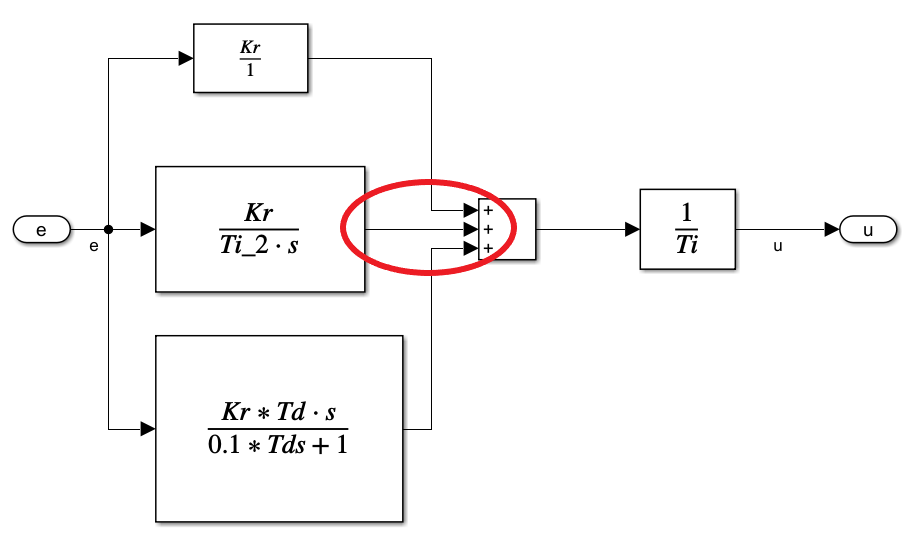 Kr
1
e
e
Kr
Ti_2 · s
+
+
+
1
Ti
u
u
Kr * Td · s
0.1 * Tds + 1